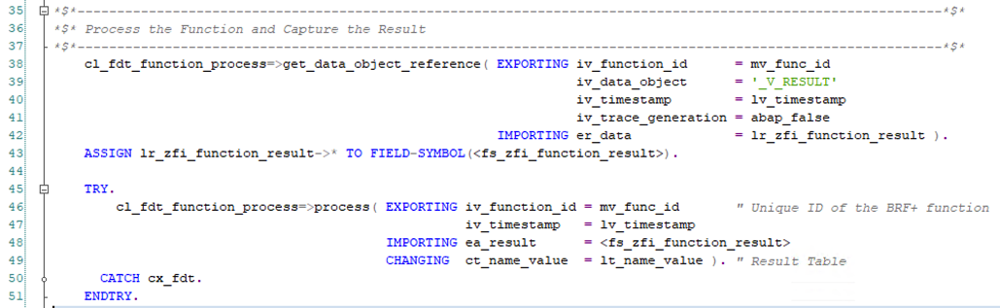 35 *$*----------------------------------------------------------------------------------------------------------*$*
36 *$* Process the Function and Capture the Result
37 *$*----------------------------------------------------------------------------------------------------------*$*
38 cl_fdt_function_process=>get_data_object_reference( EXPORTING iv_function_id = mv_func_id
39 iv_data_object = '_V_RESULT'
40 iv_timestamp = lv_timestamp
41 iv_trace_generation = abap_false
42 IMPORTING er_data = lr_zfi_function_result ).
43 ASSIGN lr_zfi_function_result->* TO FIELD-SYMBOL(<fs_zfi_function_result>).
44
45 TRY.
46 cl_fdt_function_process=>process( EXPORTING iv_function_id = mv_func_id " Unique ID of the BRF+ function
47 iv_timestamp = lv_timestamp
48 IMPORTING ea_result = <fs_zfi_function_result>
49 CHANGING ct_name_value = lt_name_value ). " Result Table
50 CATCH cx_fdt.
51 ENDTRY.